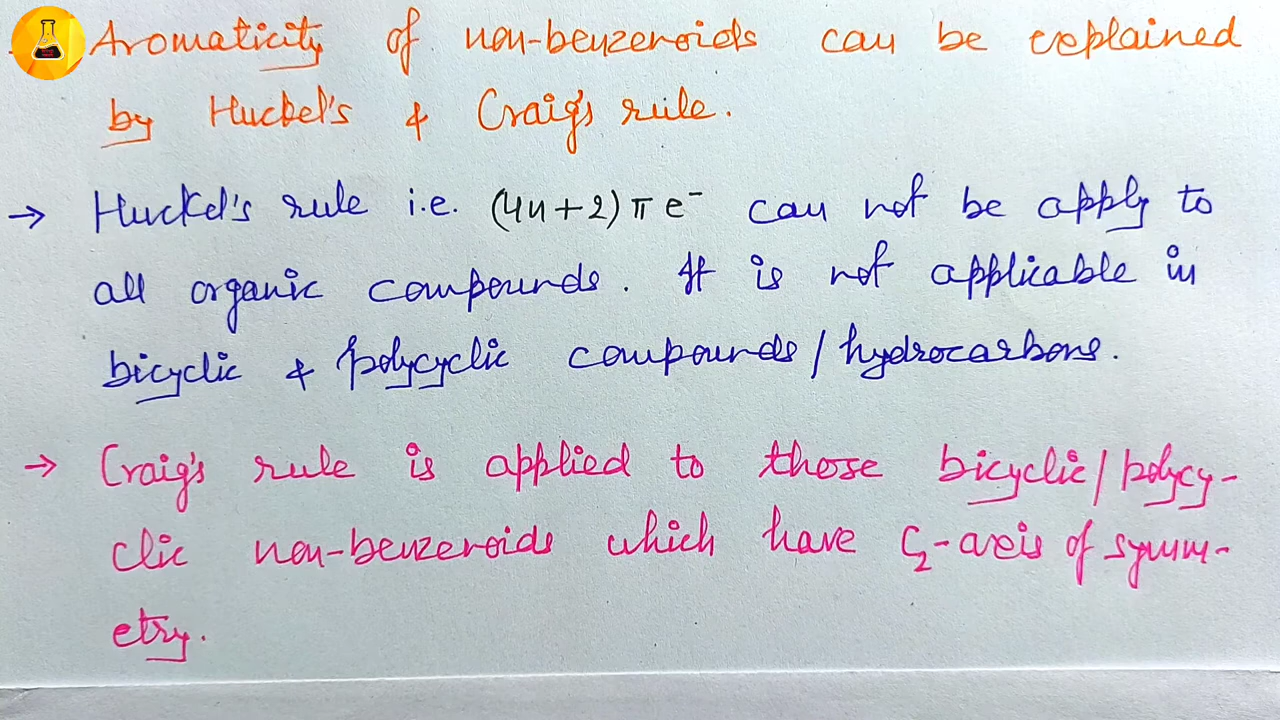 Aromaticity of non-benzenoids can be explained
by Huckel's & Craig's rule.
→ Huckel's rule i.e. (4n+2) π e⁻ can not be apply to
all organic compounds. It is not applicable in
bicyclic & polycyclic compounds/hydrocarbons.
→ Craig's rule is applied to those bicyclic/polycy-
clic non-benzenoids which have C₂-axis of symm-
etry.